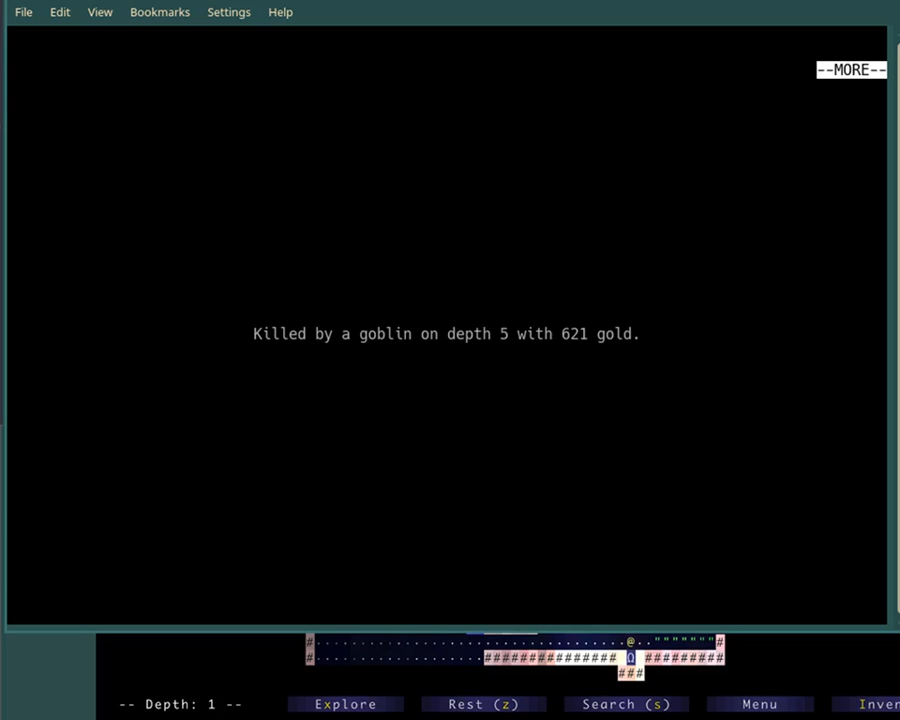 File Edit View Bookmarks Settings Help
--MORE--
Killed by a goblin on depth 5 with 621 gold.
-- Depth: 1 -- Explore Rest (z) Search (s) Menu Inver